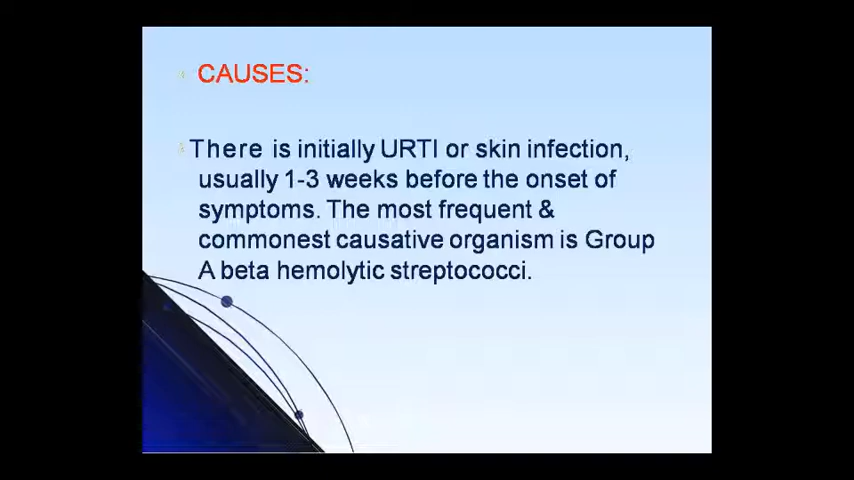 CAUSES:
There is initially URTI or skin infection,
usually 1-3 weeks before the onset of
symptoms. The most frequent &
commonest causative organism is Group
A beta hemolytic streptococci.